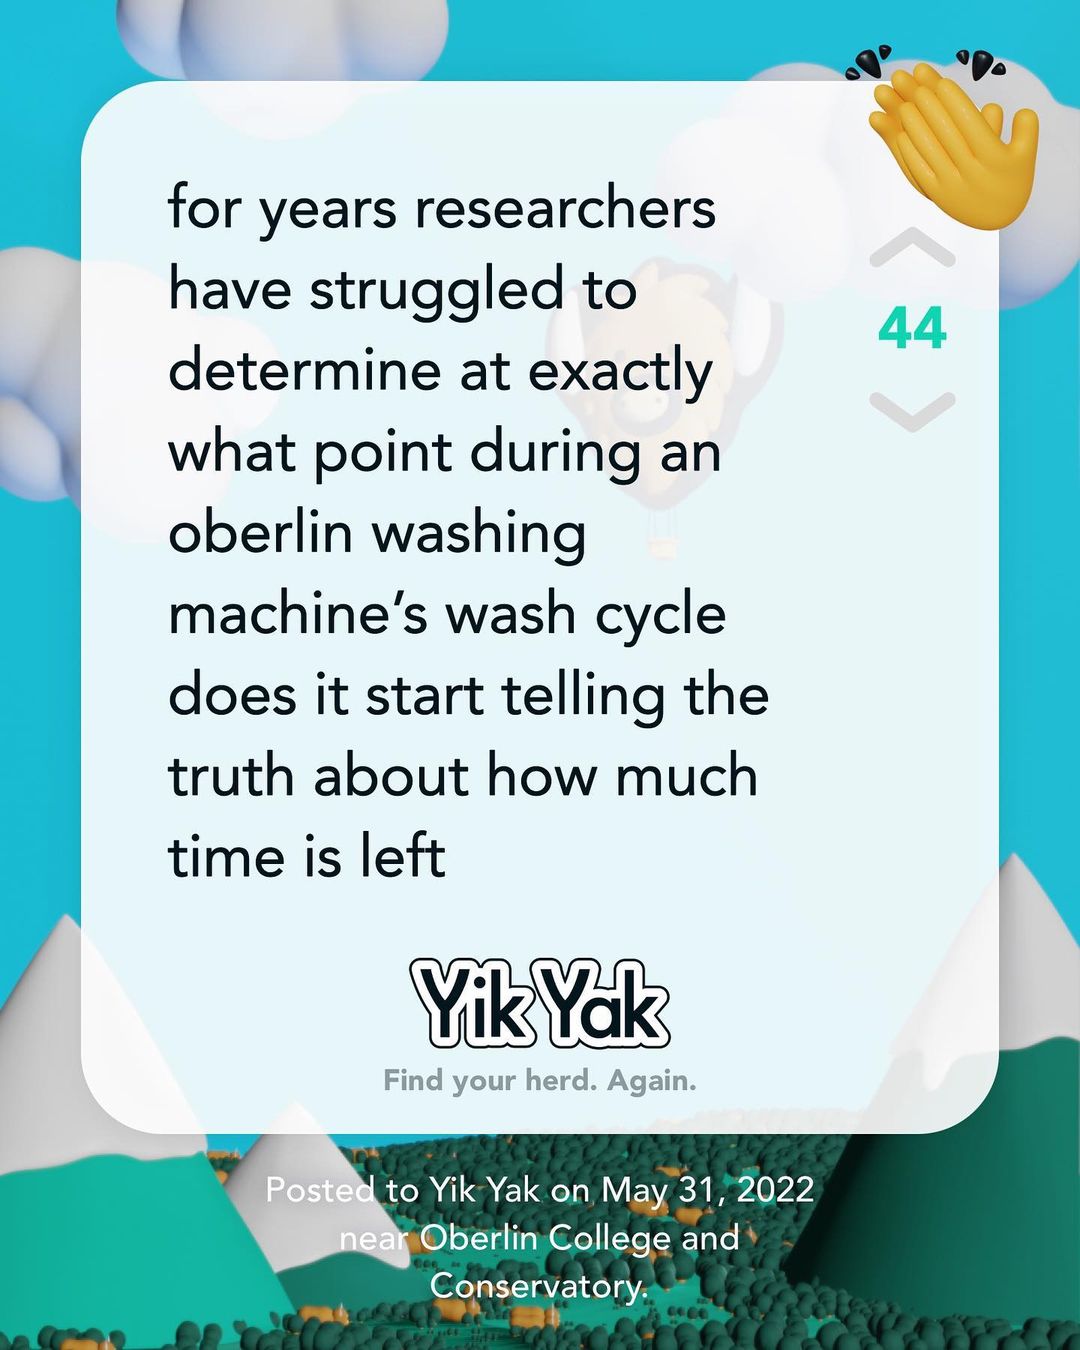 for years researchers
have struggled to
determine at exactly
what point during an
oberlin washing
machine’s wash cycle
does it start telling the
truth about how much
time is left
44
Yik Yak
Find your herd. Again.
Posted to Yik Yak on May 31, 2022
near Oberlin College and
Conservatory.